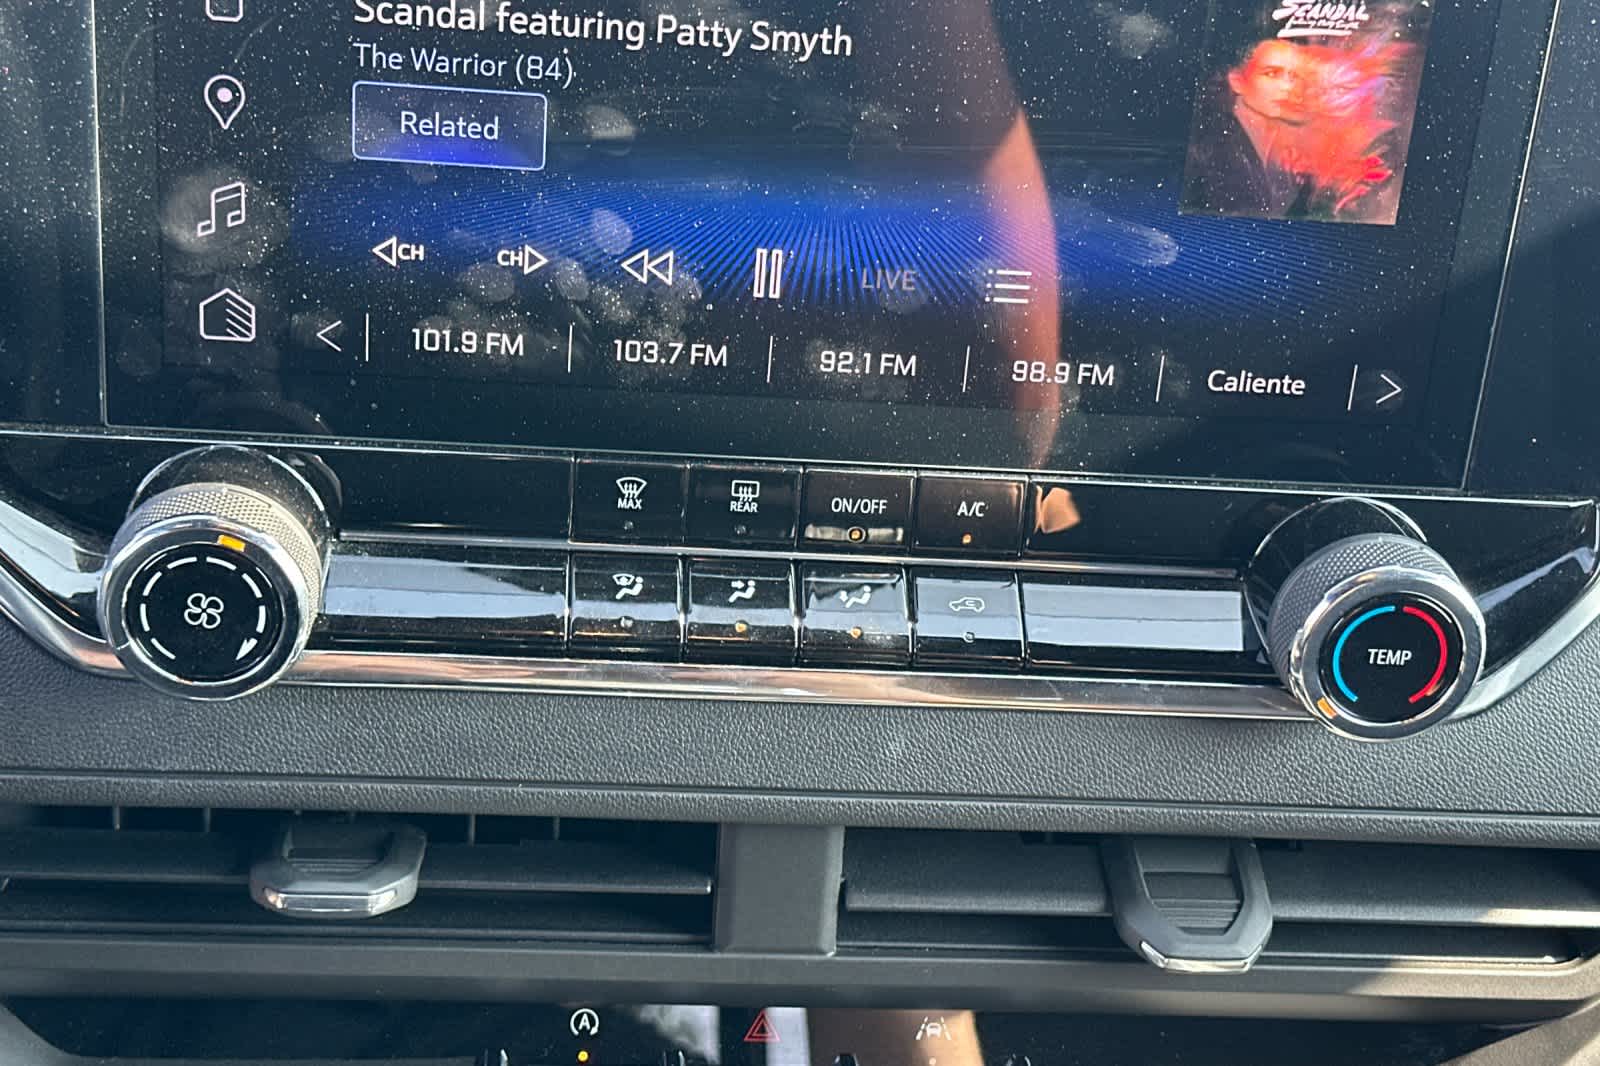 Scandal featuring Patty Smyth
The Warrior (84)
SCANDAL
Related
CH
CH
LIVE
101.9 FM
103.7 FM
92.1 FM
98.9 FM
Caliente
MAX
REAR
ON/OFF
A/C
TEMP
A